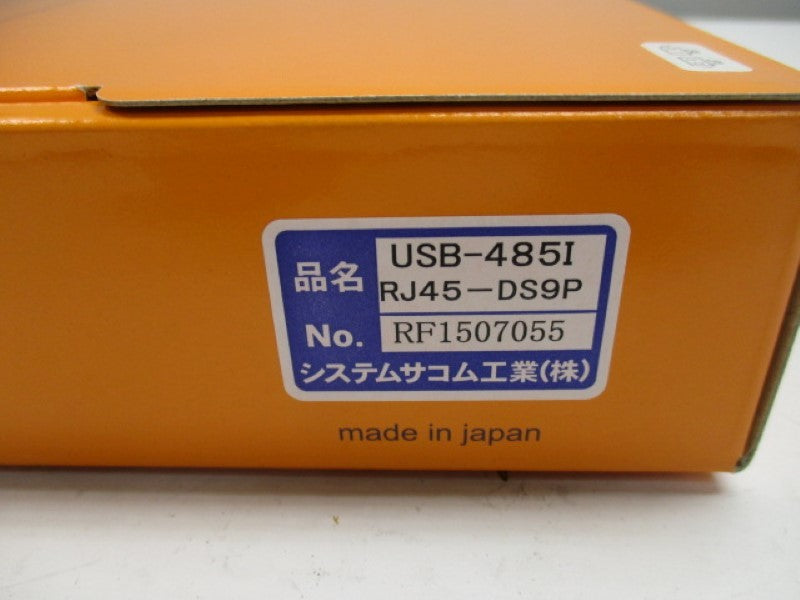 品名 USB-485I
RJ45-DS9P
No. RF1507055
システムサコム工業(株)
made in japan